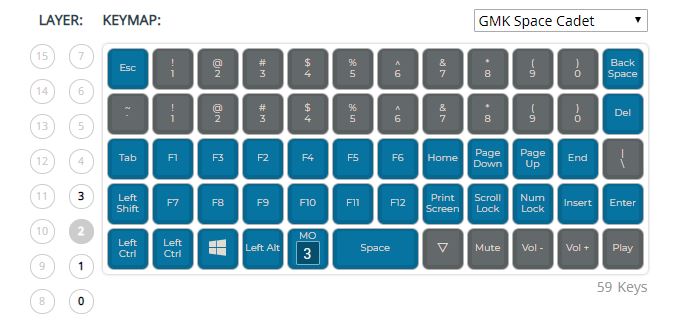 LAYER: KEYMAP: GMK Space Cadet
15 7
14 6
13 5
12 4
11 3
10 2
9 1
8 0
Esc ! 1 @ 2 # 3 $ 4 % 5 ^ 6 & 7 * 8 ( 9 ) 0 Back Space
~ ` ! 1 @ 2 # 3 $ 4 % 5 ^ 6 & 7 * 8 ( 9 ) 0 Del
Tab F1 F3 F2 F4 F5 F6 Home Page Down Page Up End | \
Left Shift F7 F8 F9 F10 F11 F12 Print Screen Scroll Lock Num Lock Insert Enter
Left Ctrl Left Ctrl Left Alt MO 3 Space ▽ Mute Vol - Vol + Play
59 Keys